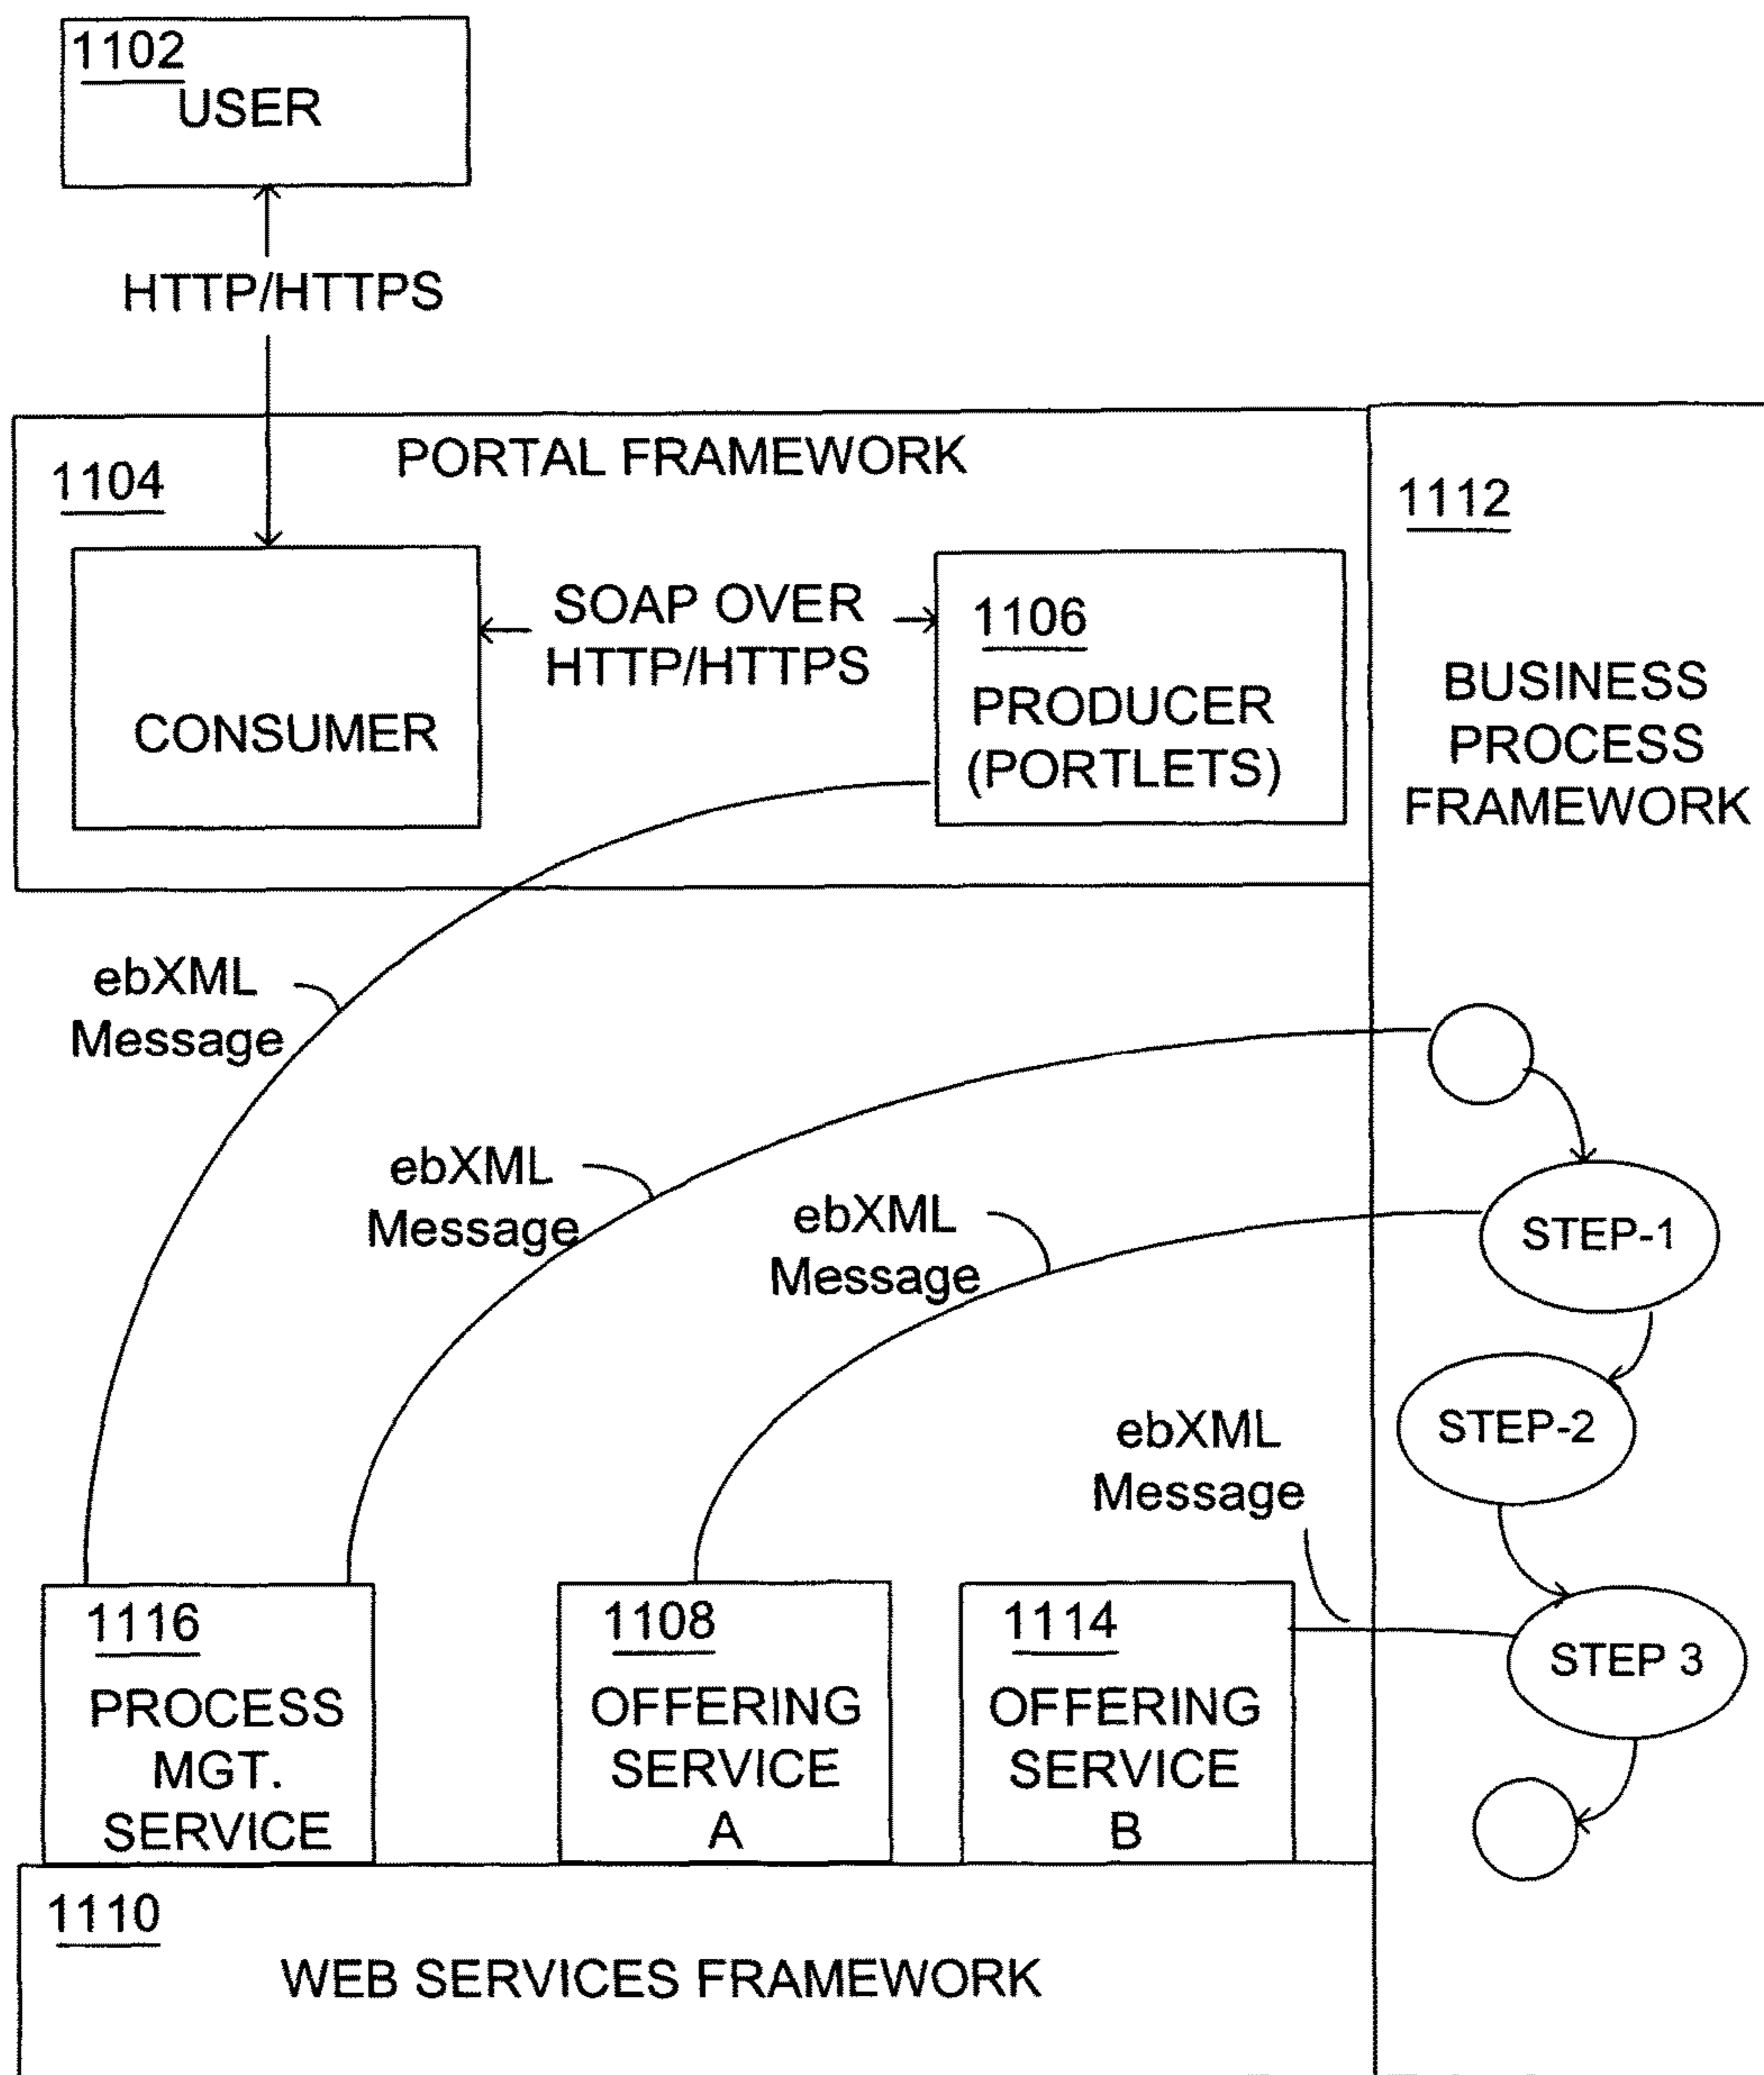 1102
USER
HTTP/HTTPS
PORTAL FRAMEWORK
1104
CONSUMER
SOAP OVER
HTTP/HTTPS
1106
PRODUCER
(PORTLETS)
1112
BUSINESS
PROCESS
FRAMEWORK
ebXML
Message
ebXML
Message
ebXML
Message
STEP-1
STEP-2
ebXML
Message
STEP 3
1116
PROCESS
MGT.
SERVICE
1108
OFFERING
SERVICE
A
1114
OFFERING
SERVICE
B
1110
WEB SERVICES FRAMEWORK